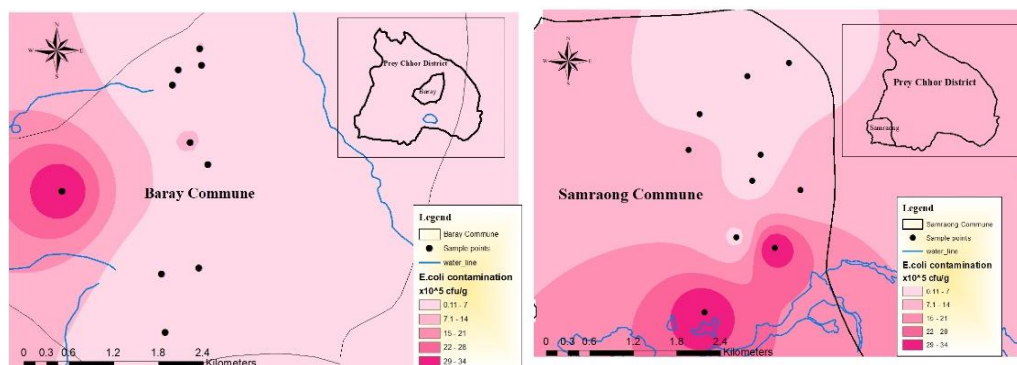 N
W
E
S
Prey Chhor District
Baray
Baray Commune
Legend
Baray Commune
Sample points
water_line
E.coli contamination
x10^5 cfu/g
0.11 - 7
7.1 - 14
15 - 21
22 - 28
29 - 34
0 0.3 0.6 1.2 1.8 2.4
Kilometers
N
W
E
S
Prey Chhor District
Samraong
Samraong Commune
Legend
Samraong Commune
Sample points
water_line
E.coli contamination
x10^5 cfu/g
0.11 - 7
7.1 - 14
15 - 21
22 - 28
29 - 34
0 0.3 0.6 1.2 1.8 2.4
Kilometers